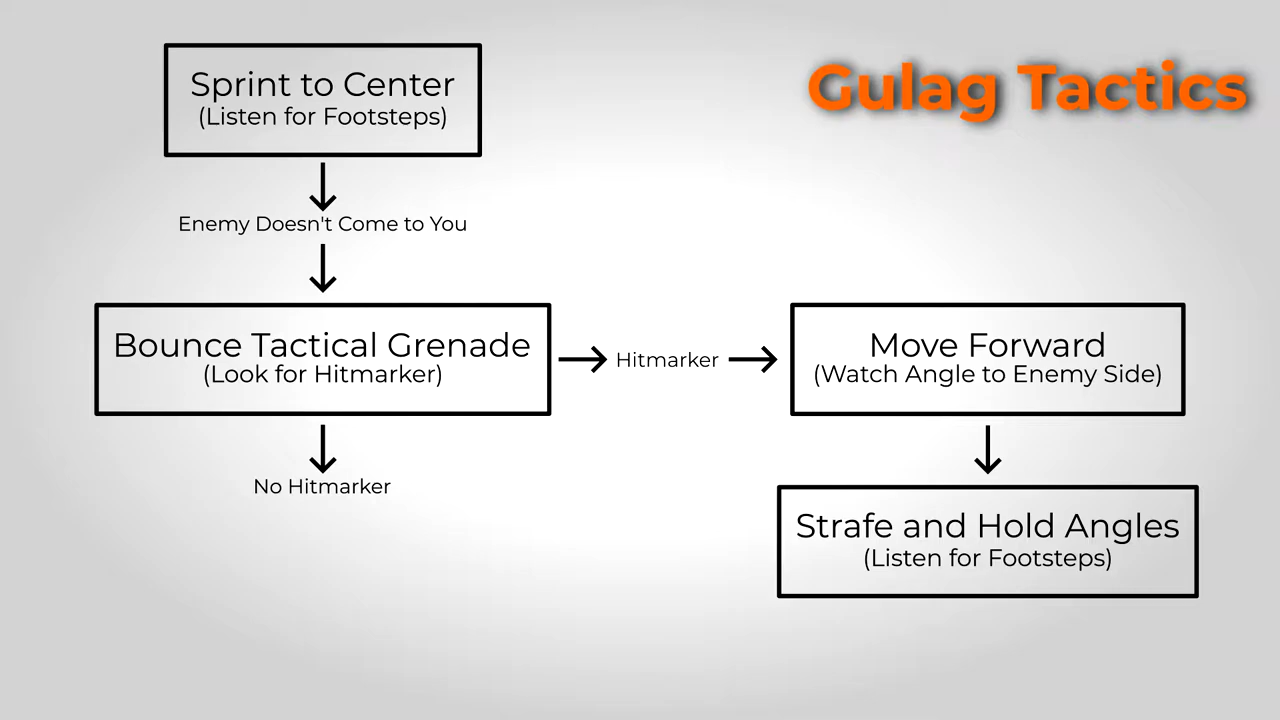 Gulag Tactics
Sprint to Center
(Listen for Footsteps)
Enemy Doesn't Come to You
Bounce Tactical Grenade
(Look for Hitmarker)
Hitmarker
Move Forward
(Watch Angle to Enemy Side)
No Hitmarker
Strafe and Hold Angles
(Listen for Footsteps)